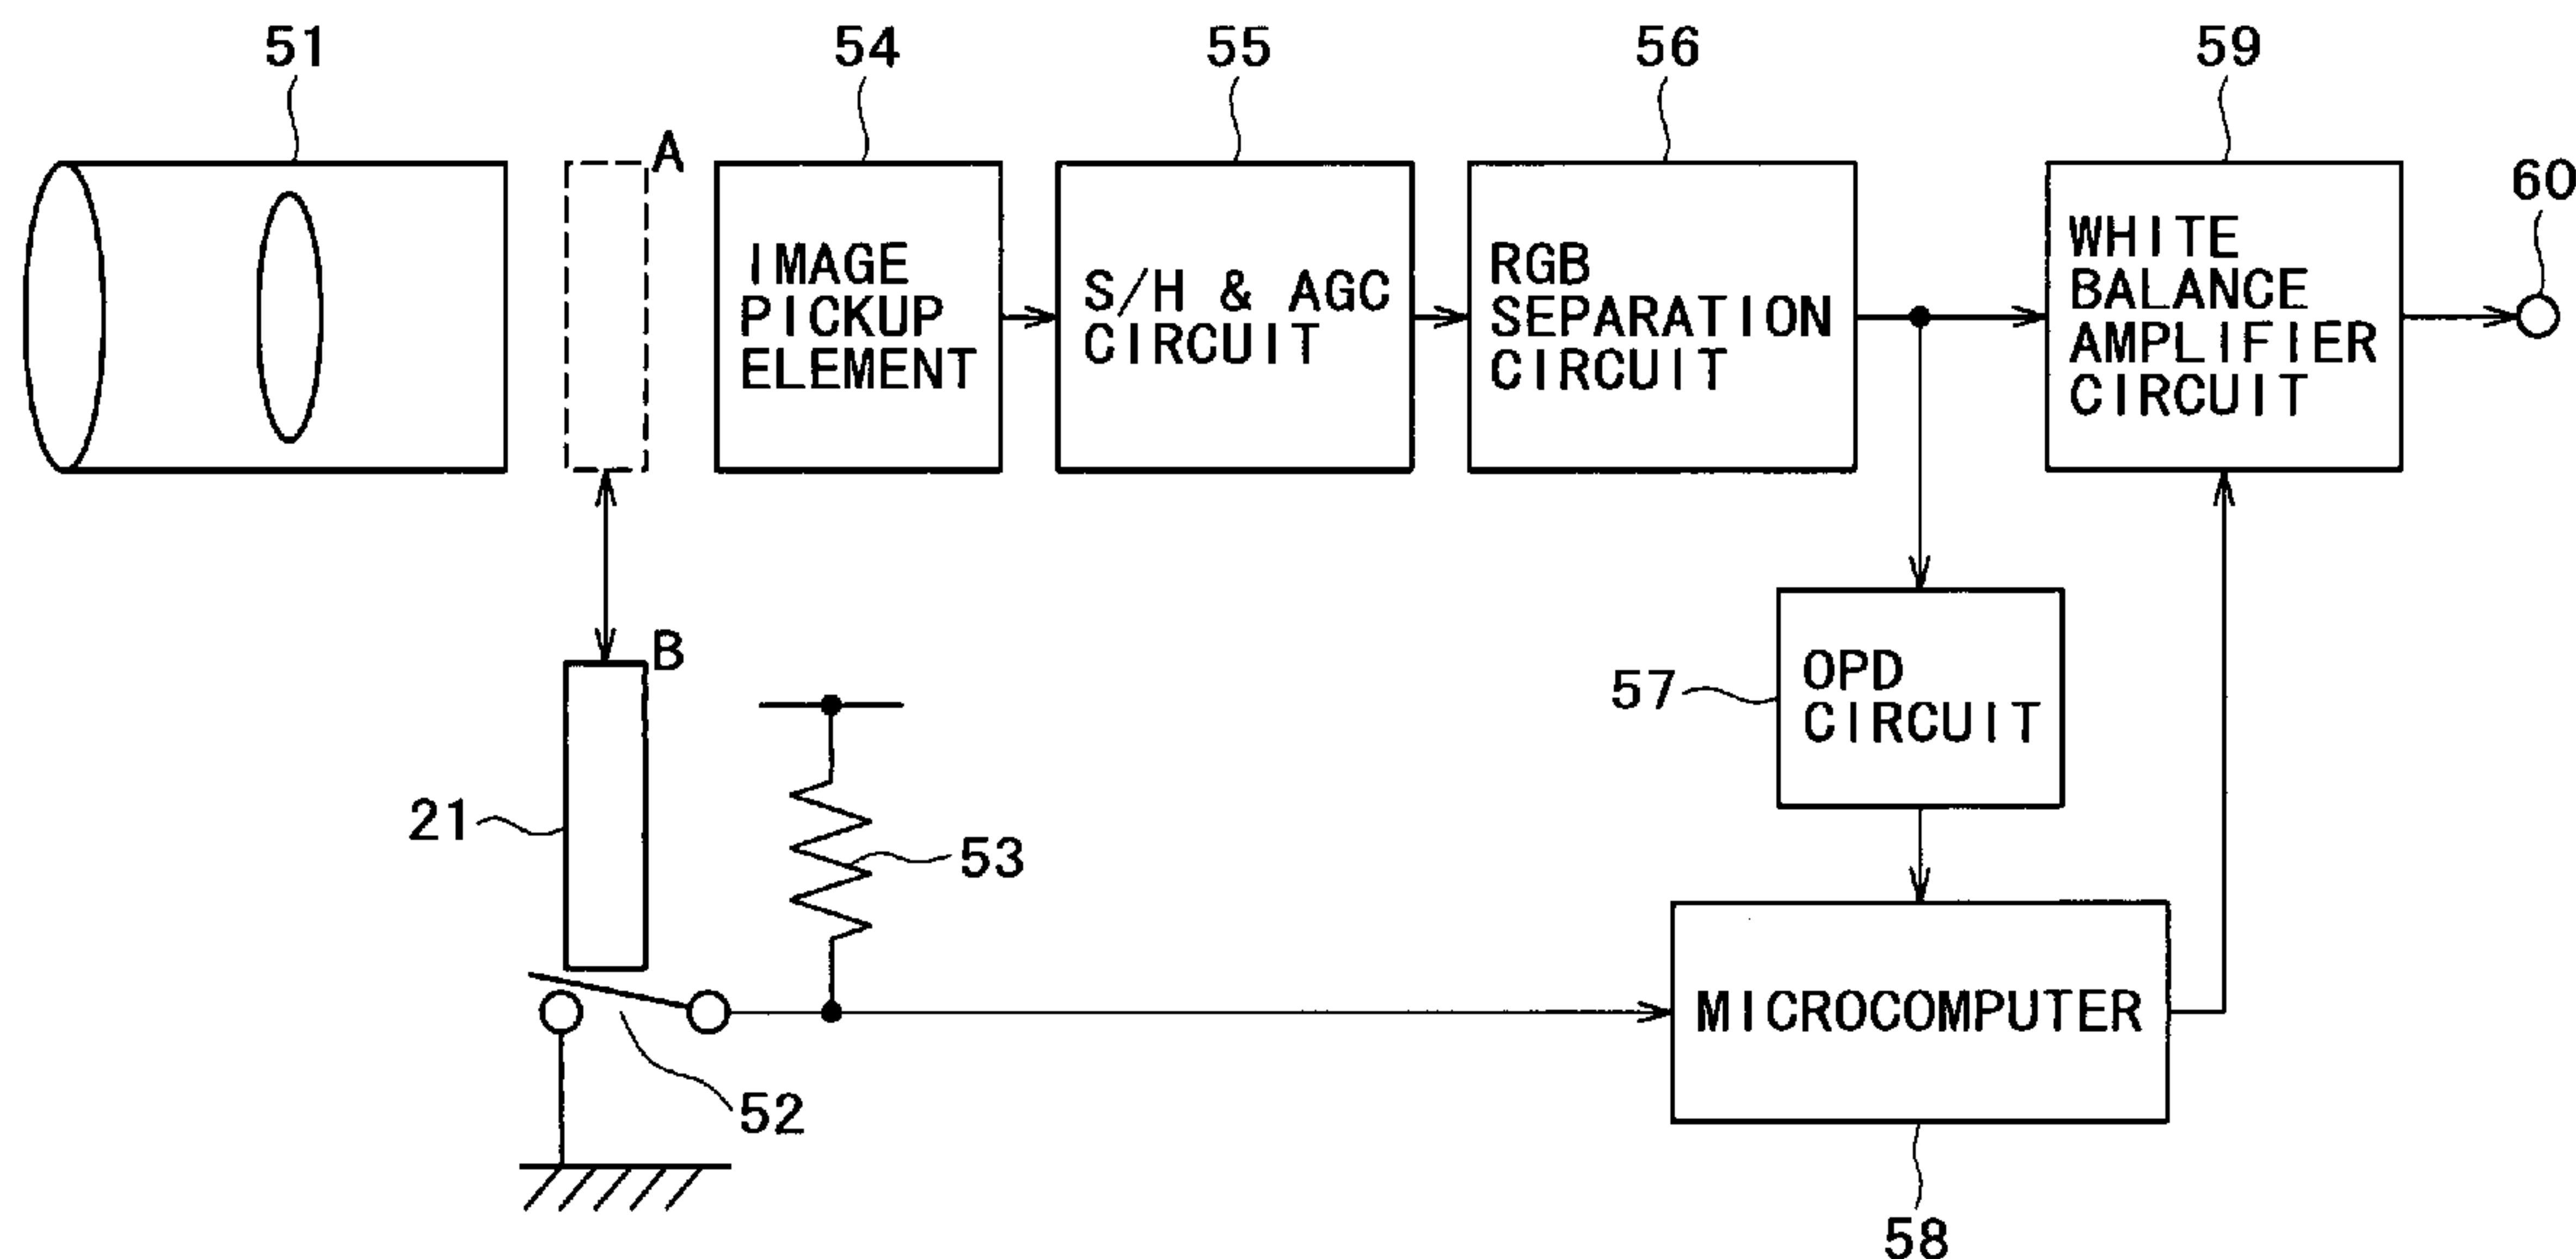 51
54
55
56
59
60
A
IMAGE
PICKUP
ELEMENT
S/H & AGC
CIRCUIT
RGB
SEPARATION
CIRCUIT
WHITE
BALANCE
AMPLIFIER
CIRCUIT
B
57
OPD
CIRCUIT
21
53
52
MICROCOMPUTER
58